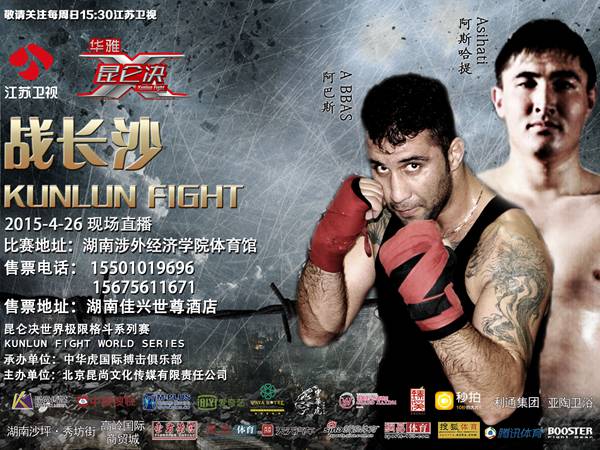 敬请关注每周日15:30江苏卫视
江苏卫视
华雅
昆仑决
Kunlun Fight
阿巴斯
A BBAS
阿斯哈提
Asihati
战长沙
KUNLUN FIGHT
2015-4-26 现场直播
比赛地址：湖南涉外经济学院体育馆
售票电话：15501019696
15675611671
售票地址：湖南佳兴世尊酒店
昆仑决世界极限格斗系列赛
KUNLUN FIGHT WORLD SERIES
承办单位：中华虎国际搏击俱乐部
主办单位：北京昆尚文化传媒有限责任公司
秒拍
利通集团
亚陶卫浴
湖南沙坪·秀坊街
高岭国际
商贸城
搜狐体育
腾讯体育
BOOSTER